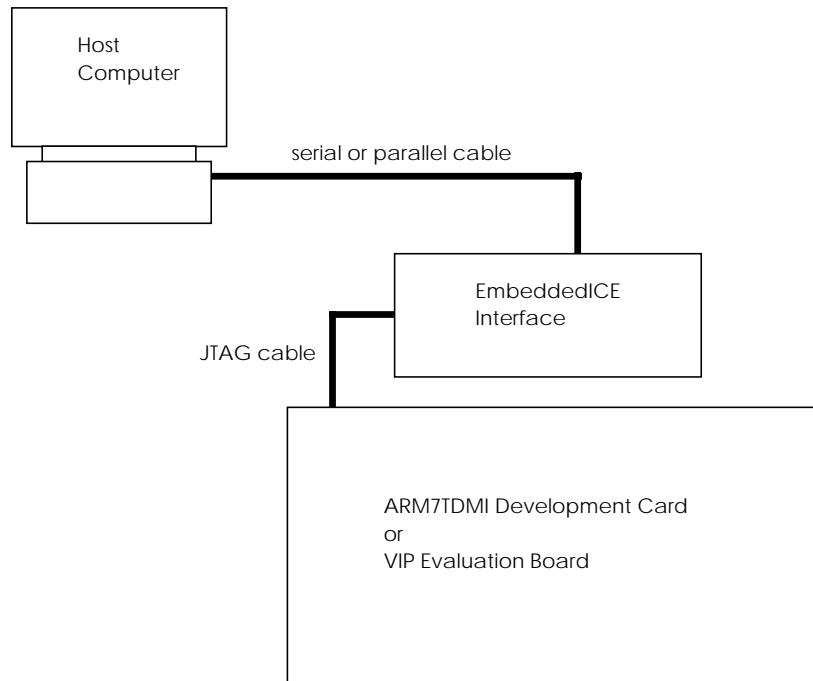 Host
Computer
serial or parallel cable
EmbeddedICE
Interface
JTAG cable
ARM7TDMI Development Card
or
VIP Evaluation Board